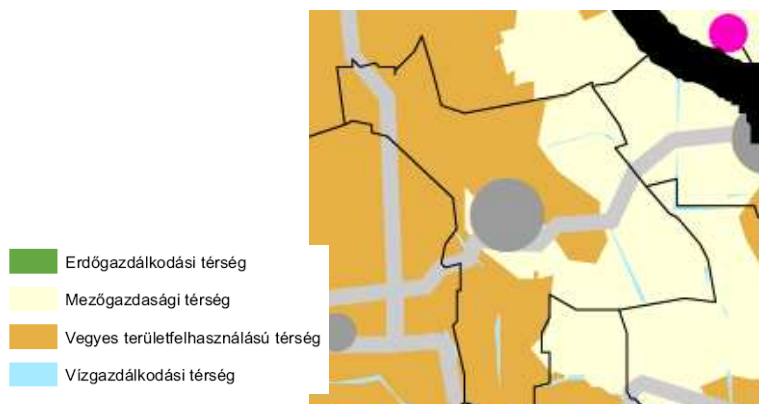 Erdőgazdálkodási térség
Mezőgazdasági térség
Vegyes területfelhasználású térség
Vízgazdálkodási térség